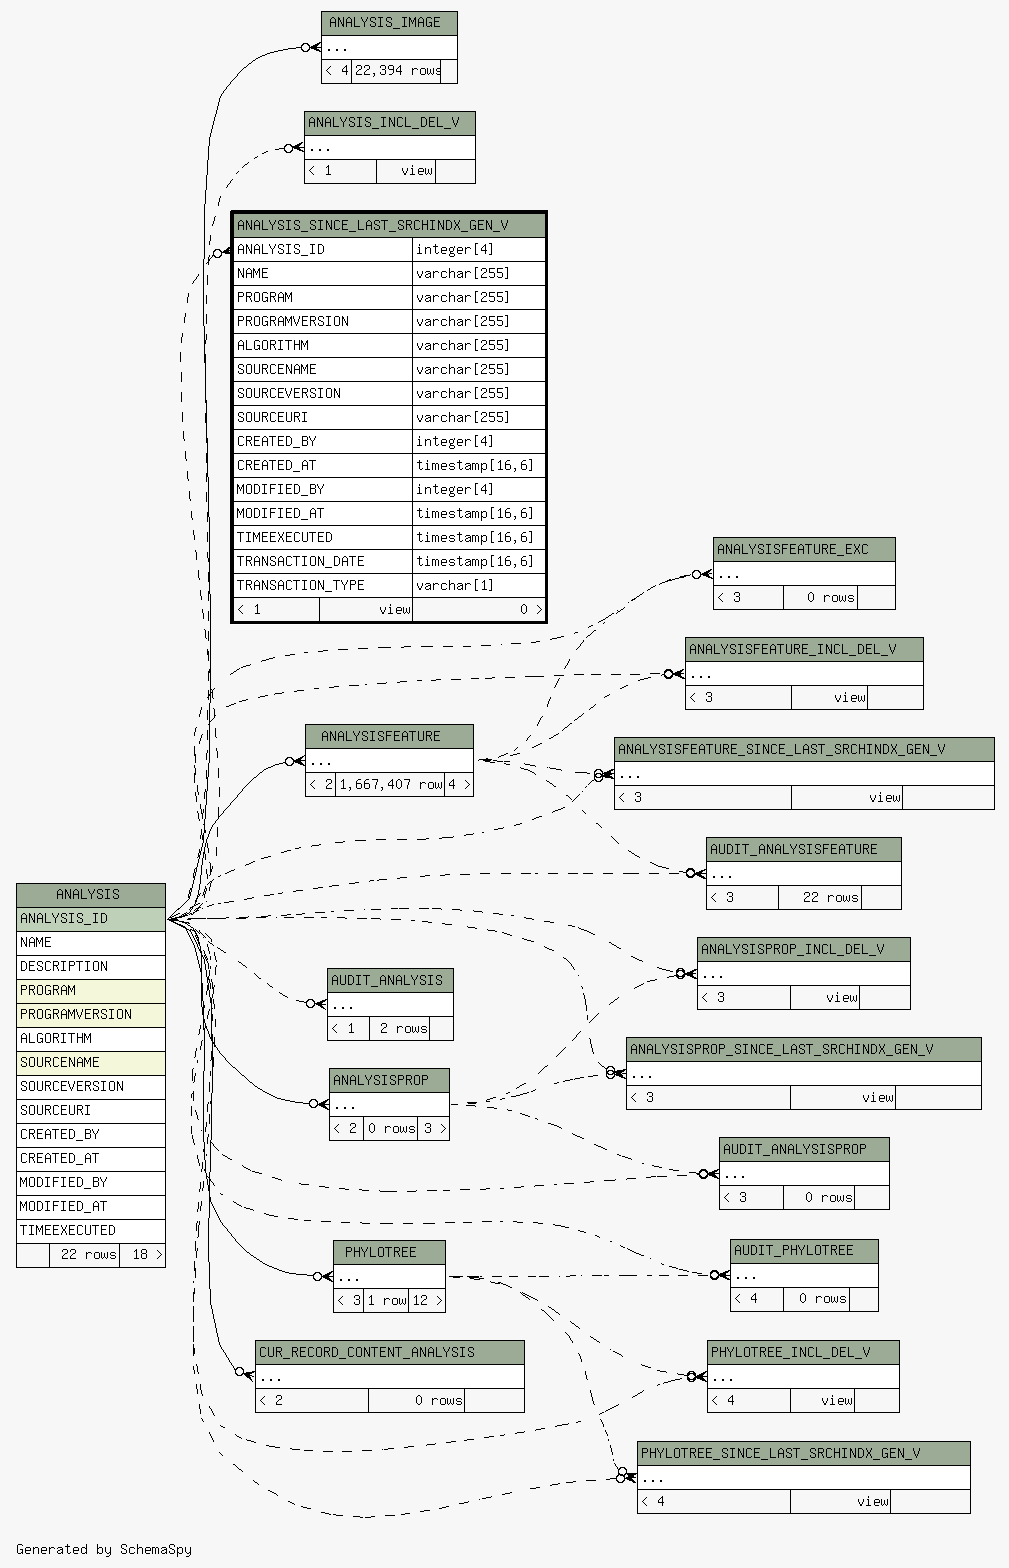 ANALYSIS_IMAGE
...
< 4 22,394 rows
ANALYSIS_INCL_DEL_V
...
< 1 view
ANALYSIS_SINCE_LAST_SRCHINDX_GEN_V
ANALYSIS_ID integer[4]
NAME varchar[255]
PROGRAM varchar[255]
PROGRAMVERSION varchar[255]
ALGORITHM varchar[255]
SOURCENAME varchar[255]
SOURCEVERSION varchar[255]
SOURCEURI varchar[255]
CREATED_BY integer[4]
CREATED_AT timestamp[16,6]
MODIFIED_BY integer[4]
MODIFIED_AT timestamp[16,6]
TIMEEXECUTED timestamp[16,6]
TRANSACTION_DATE timestamp[16,6]
TRANSACTION_TYPE varchar[1]
< 1 view 0 >
ANALYSISFEATURE_EXC
...
< 3 0 rows
ANALYSISFEATURE_INCL_DEL_V
...
< 3 view
ANALYSISFEATURE
...
< 2 1,667,407 row 4 >
ANALYSISFEATURE_SINCE_LAST_SRCHINDX_GEN_V
...
< 3 view
AUDIT_ANALYSISFEATURE
...
< 3 22 rows
ANALYSIS
ANALYSIS_ID
NAME
DESCRIPTION
PROGRAM
PROGRAMVERSION
ALGORITHM
SOURCENAME
SOURCEVERSION
SOURCEURI
CREATED_BY
CREATED_AT
MODIFIED_BY
MODIFIED_AT
TIMEEXECUTED
22 rows 18 >
ANALYSISPROP_INCL_DEL_V
...
< 3 view
AUDIT_ANALYSIS
...
< 1 2 rows
ANALYSISPROP_SINCE_LAST_SRCHINDX_GEN_V
...
< 3 view
ANALYSISPROP
...
< 2 0 rows 3 >
AUDIT_ANALYSISPROP
...
< 3 0 rows
AUDIT_PHYLOTREE
...
< 4 0 rows
PHYLOTREE
...
< 3 1 row 12 >
CUR_RECORD_CONTENT_ANALYSIS
...
< 2 0 rows
PHYLOTREE_INCL_DEL_V
...
< 4 view
PHYLOTREE_SINCE_LAST_SRCHINDX_GEN_V
...
< 4 view
Generated by SchemaSpy